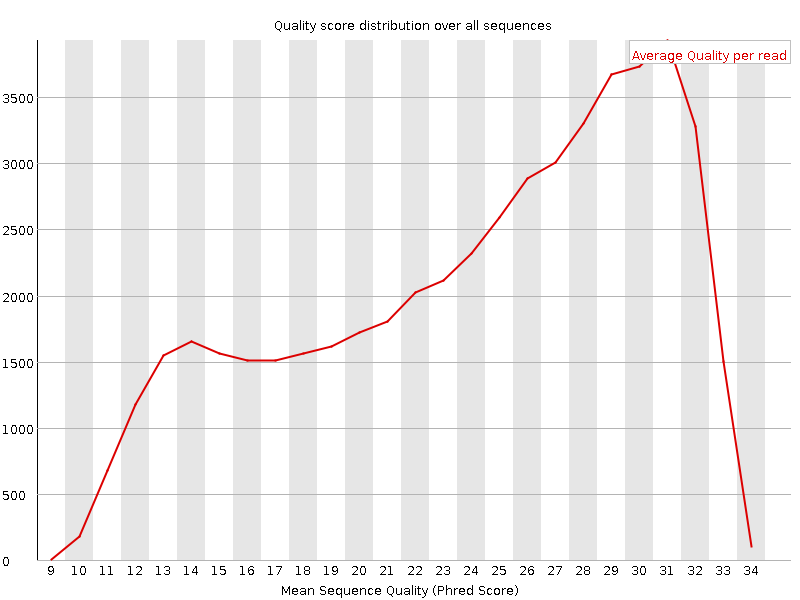 Quality score distribution over all sequences
Average Quality per read
3500
3000
2500
2000
1500
1000
500
0
9 10 11 12 13 14 15 16 17 18 19 20 21 22 23 24 25 26 27 28 29 30 31 32 33 34
Mean Sequence Quality (Phred Score)